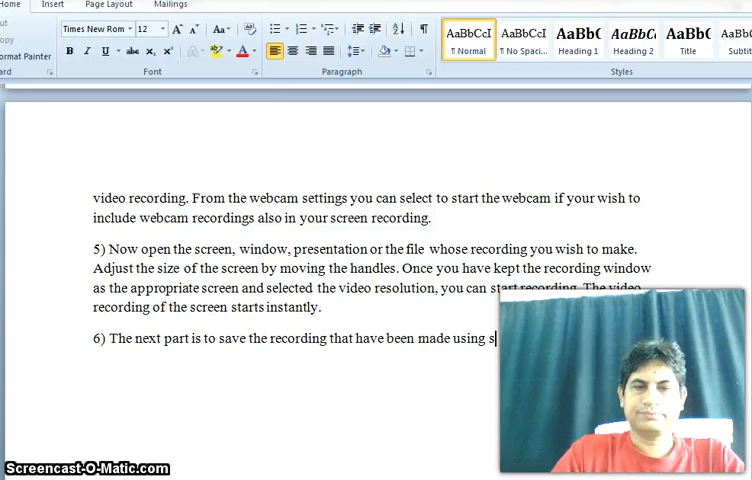 Home Insert Page Layout Mailings
Times New Rom 12 Aa
AaBbCcI AaBbCcI AaBb( AaBbC AaBb(
ormat Painter
B I U abc x₂ x² A
¶ Normal ¶ No Spaci... Heading 1 Heading 2 Title Subtit
Font Paragraph Styles
video recording. From the webcam settings you can select to start the webcam if your wish to
include webcam recordings also in your screen recording.
5) Now open the screen, window, presentation or the file whose recording you wish to make.
Adjust the size of the screen by moving the handles. Once you have kept the recording window
as the appropriate screen and selected the video resolution, you can start recording. The video
recording of the screen starts instantly.
6) The next part is to save the recording that have been made using s
Screencast-O-Matic.com